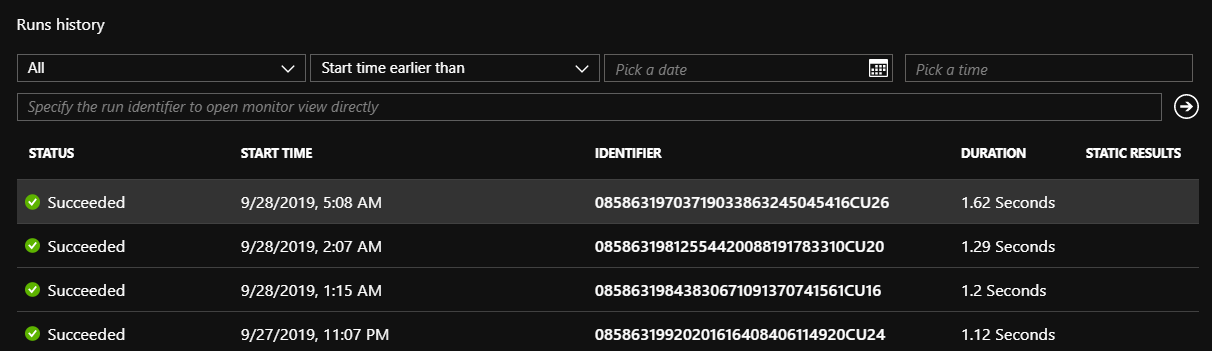 Runs history
All Start time earlier than Pick a date Pick a time
Specify the run identifier to open monitor view directly
STATUS START TIME IDENTIFIER DURATION STATIC RESULTS
Succeeded 9/28/2019, 5:08 AM 08586319703719033863245045416CU26 1.62 Seconds
Succeeded 9/28/2019, 2:07 AM 08586319812554420088191783310CU20 1.29 Seconds
Succeeded 9/28/2019, 1:15 AM 08586319843830671091370741561CU16 1.2 Seconds
Succeeded 9/27/2019, 11:07 PM 08586319920201616408406114920CU24 1.12 Seconds